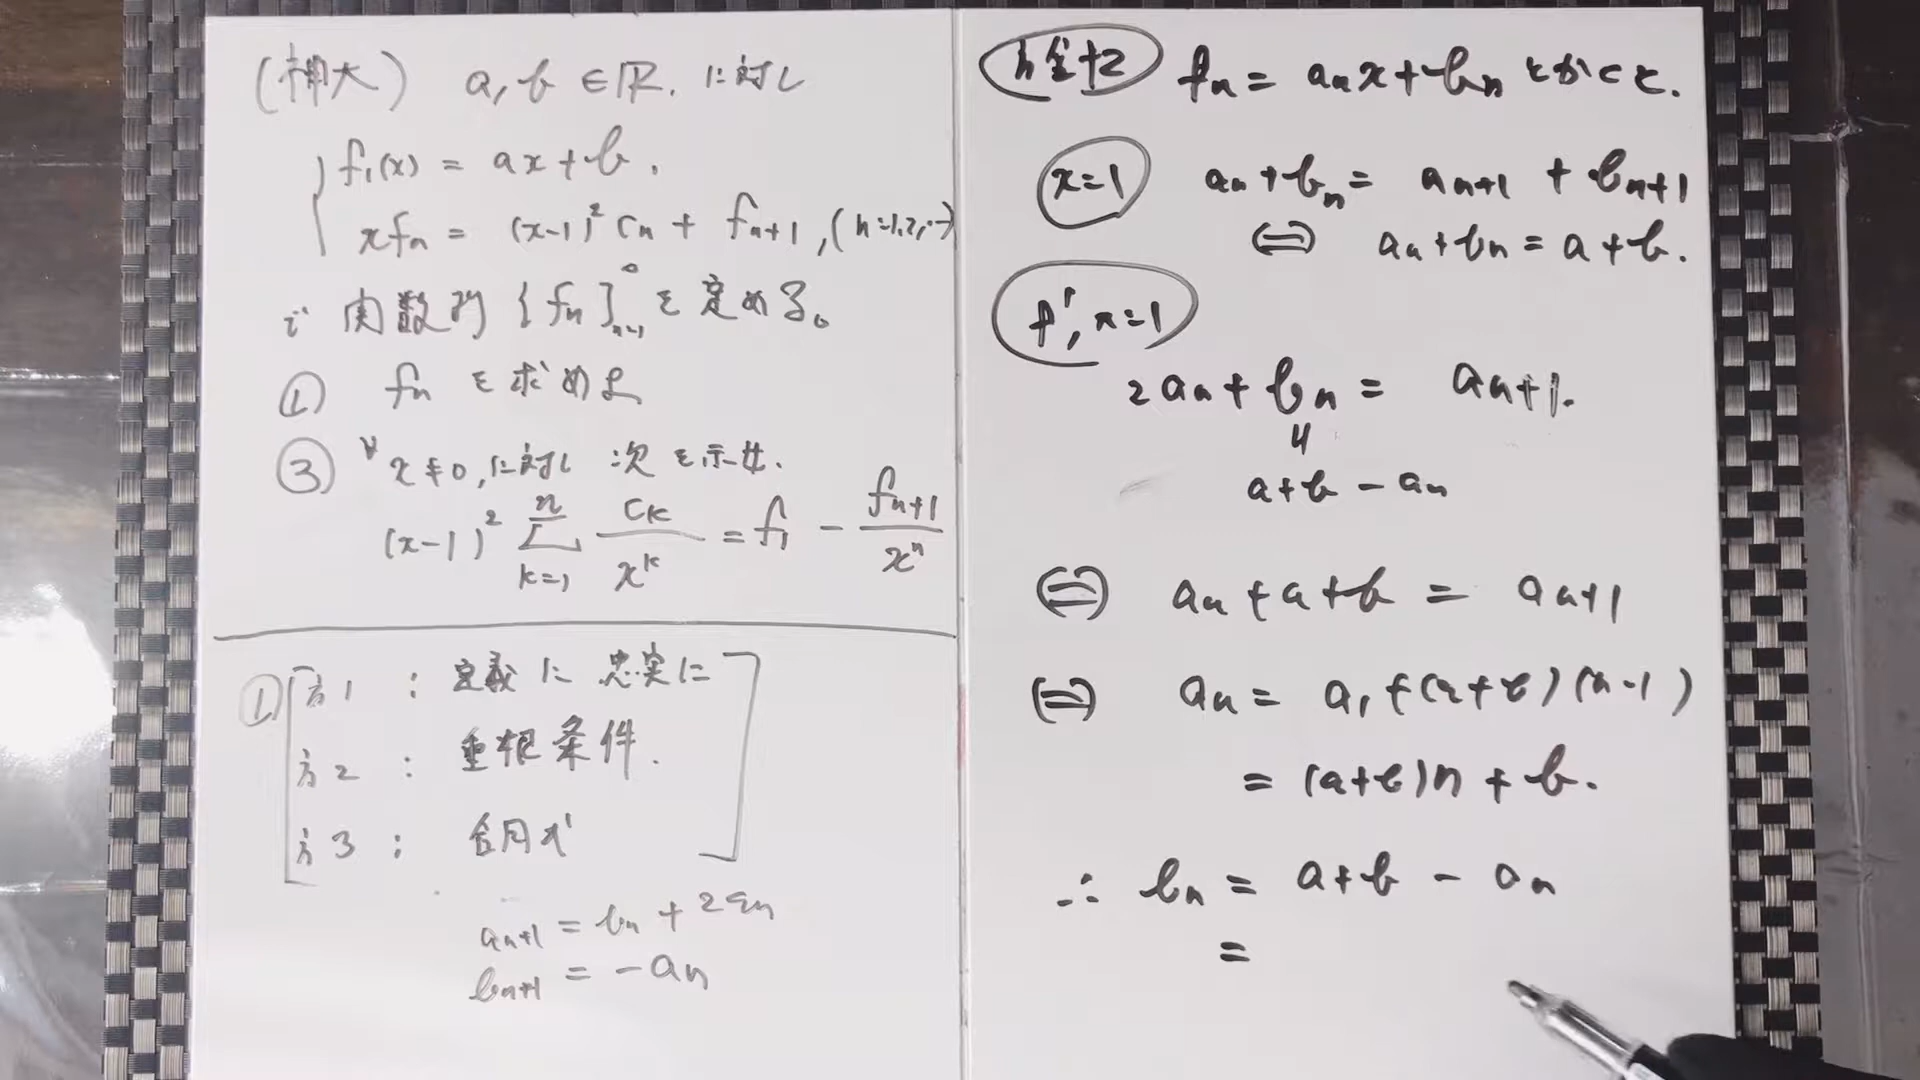 (神大) a, b ∈ ℝ. に対し
f₁(x) = ax + b.
xfₙ = (x-1)² Cₙ + fₙ₊₁, (n=1,2,…)
で 関数列 {fₙ}ₙ₌₁ を定める。
① fₙ を求めよ
③ ∀x≠0, に対し 次を示せ.
(x-1)² Σₖ₌₁ⁿ Cₖ/xᵏ = f₁ - fₙ₊₁/xⁿ
① 方1 : 定義に 忠実に
方2 : 重根条件.
方3 :
aₙ₊₁ = bₙ + 2aₙ
bₙ₊₁ = -aₙ
方針2 fₙ = aₙx + bₙ とかくと.
x=1 aₙ + bₙ = aₙ₊₁ + bₙ₊₁
⇔ aₙ + bₙ = a + b.
f', x=1
2aₙ + bₙ = aₙ₊₁.
a+b - aₙ
⇔ aₙ + a + b = aₙ₊₁
⇔ aₙ = a₁ + (a+b)(n-1)
= (a+b)n + b.
∴ bₙ = a+b - aₙ
=